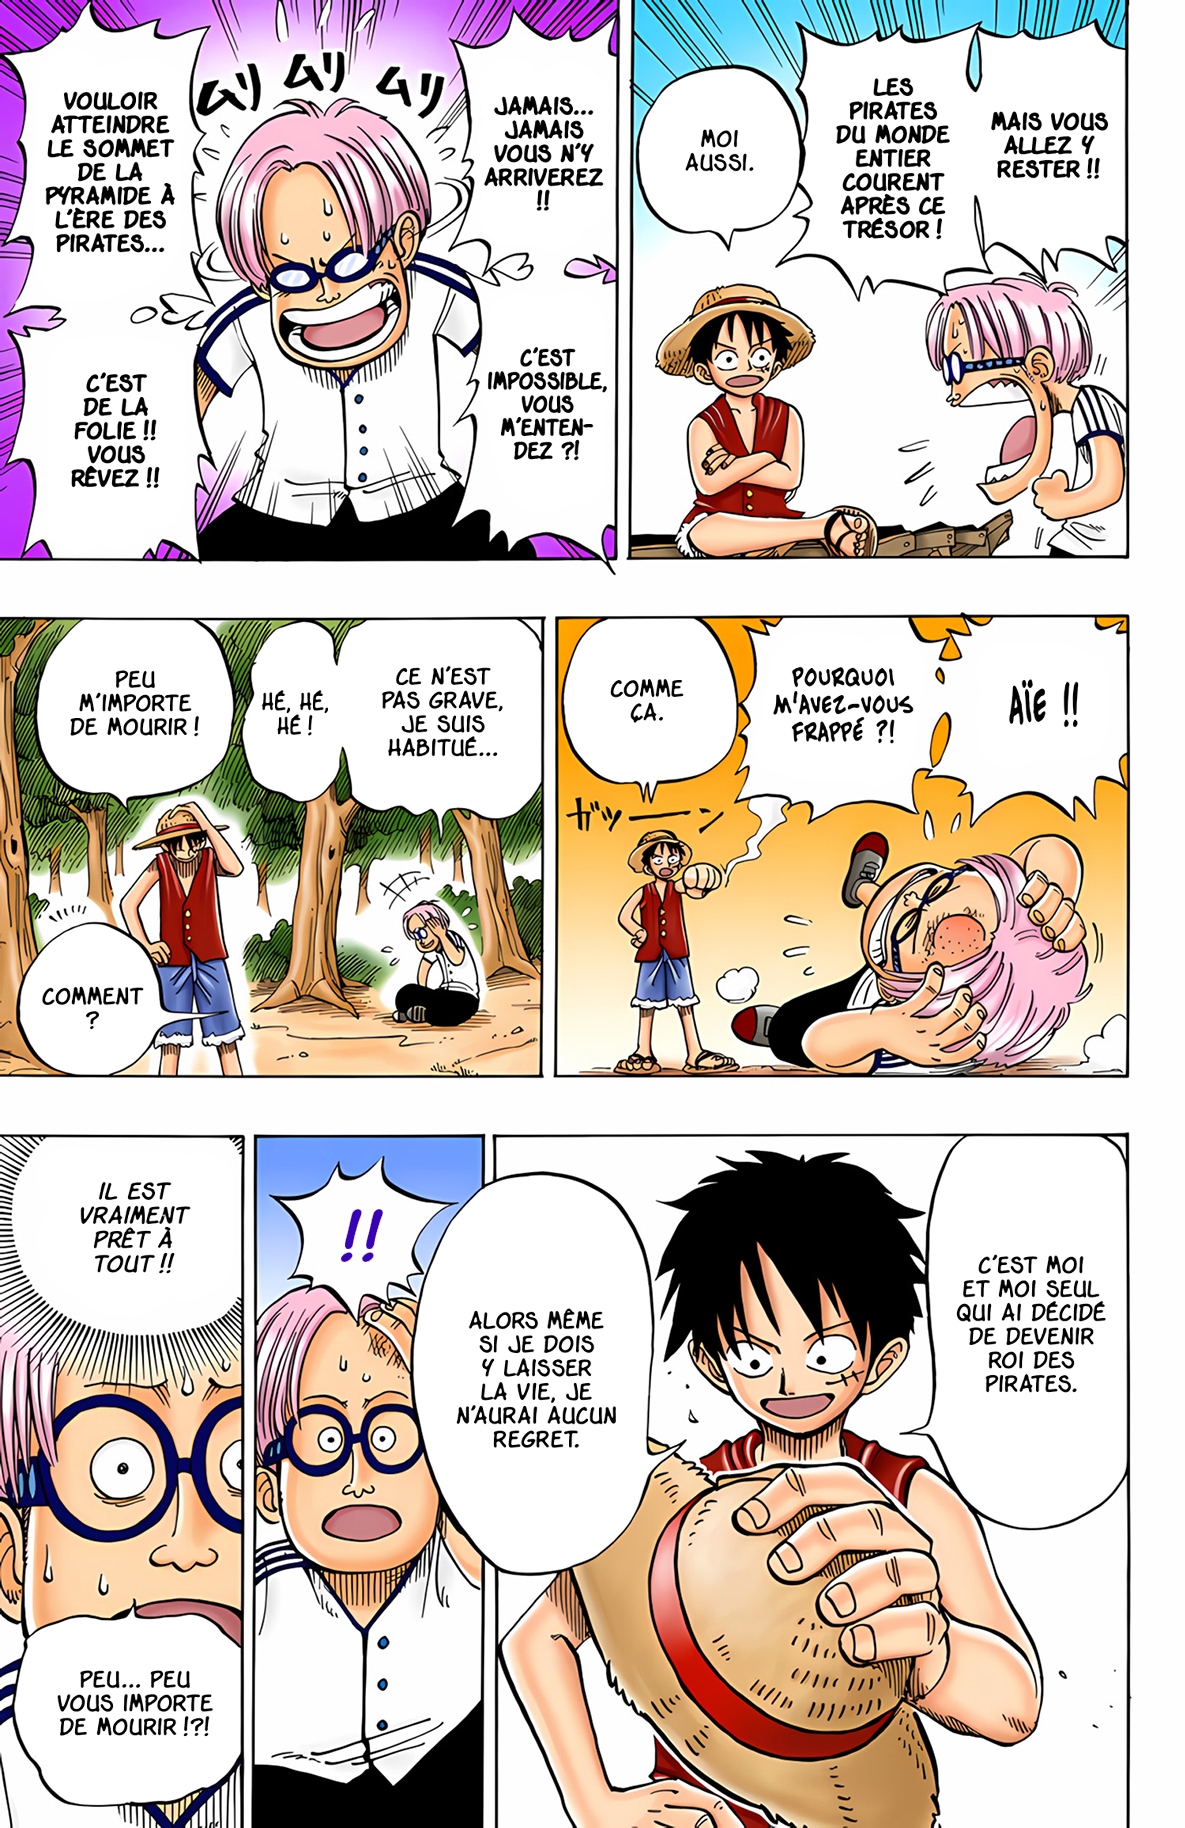 MAIS VOUS
ALLEZ Y
RESTER !!
LES
PIRATES
DU MONDE
ENTIER
COURENT
APRÈS CE
TRÉSOR !
MOI
AUSSI.
JAMAIS...
JAMAIS
VOUS N'Y
ARRIVEREZ
!!
C'EST
IMPOSSIBLE,
VOUS
M'ENTEN-
DEZ ?!
ムリ ムリ ムリ
VOULOIR
ATTEINDRE
LE SOMMET
DE LA
PYRAMIDE À
L'ÈRE DES
PIRATES...
C'EST
DE LA
FOLIE !!
VOUS
RÊVEZ !!
AÏE !!
POURQUOI
M'AVEZ-VOUS
FRAPPÉ ?!
COMME
ÇA.
ガツーーン
CE N'EST
PAS GRAVE,
JE SUIS
HABITUÉ...
HÉ, HÉ,
HÉ !
PEU
M'IMPORTE
DE MOURIR !
COMMENT
?
C'EST MOI
ET MOI SEUL
QUI AI DÉCIDÉ
DE DEVENIR
ROI DES
PIRATES.
ALORS MÊME
SI JE DOIS
Y LAISSER
LA VIE, JE
N'AURAI AUCUN
REGRET.
!!
IL EST
VRAIMENT
PRÊT À
TOUT !!
PEU... PEU
VOUS IMPORTE
DE MOURIR !?!